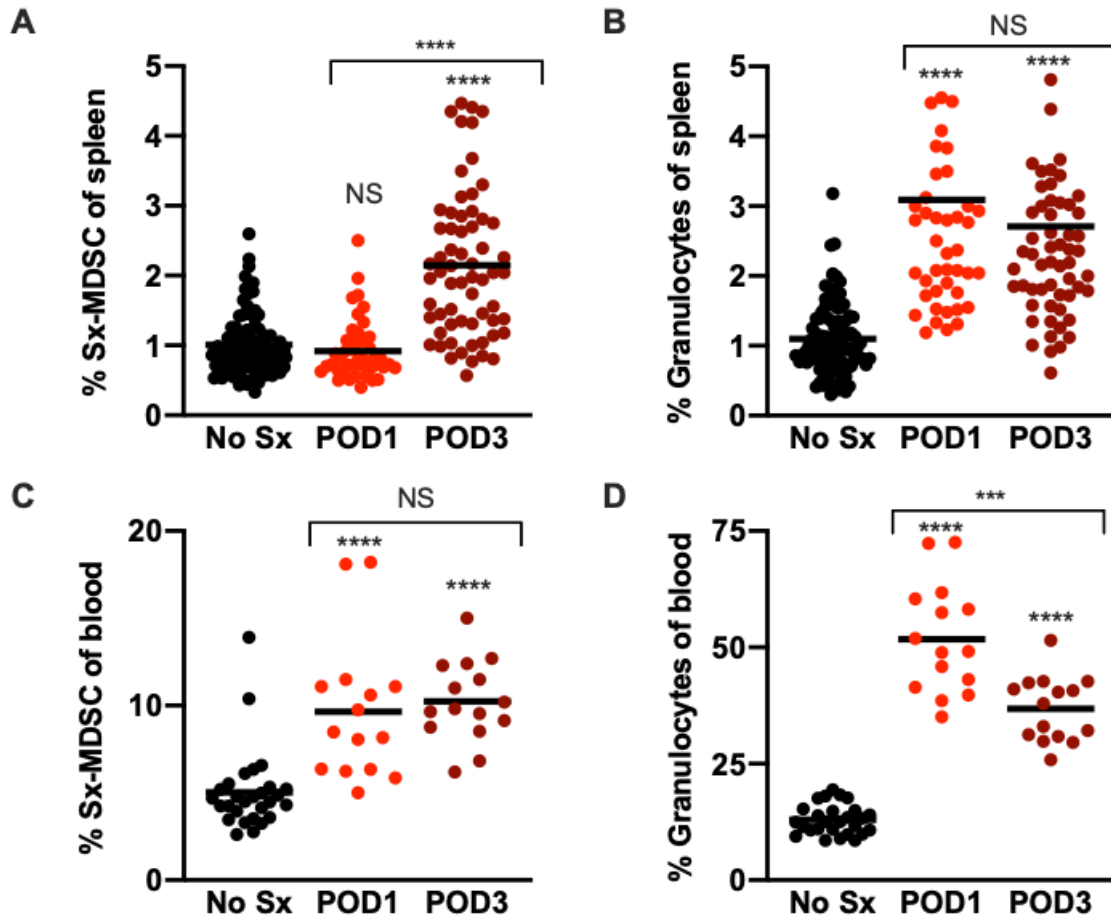 A
****
****
NS
% Sx-MDSC of spleen
5
4
3
2
1
0
No Sx POD1 POD3
B
NS
****
****
% Granulocytes of spleen
5
4
3
2
1
0
No Sx POD1 POD3
C
NS
****
****
% Sx-MDSC of blood
20
10
0
No Sx POD1 POD3
D
***
****
****
% Granulocytes of blood
75
50
25
0
No Sx POD1 POD3